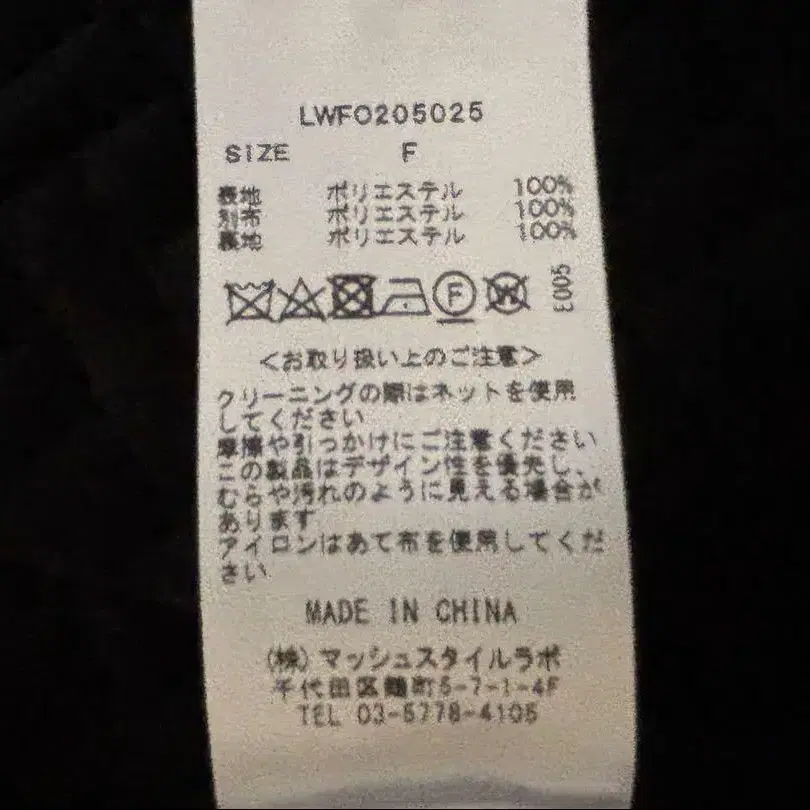 LWFO205025
SIZE F
表地 ポリエステル 100%
別布 ポリエステル 100%
裏地 ポリエステル 100%
F W E005
<お取り扱い上のご注意>
クリーニングの際はネットを使用
してください
摩擦や引っかけにご注意ください
この製品はデザイン性を優先し、
むらや汚れのように見える場合が
あります
アイロンはあて布を使用してくだ
さい
MADE IN CHINA
(株)マッシュスタイルラボ
千代田区麹町5-7-1-4F
TEL 03-5778-4105